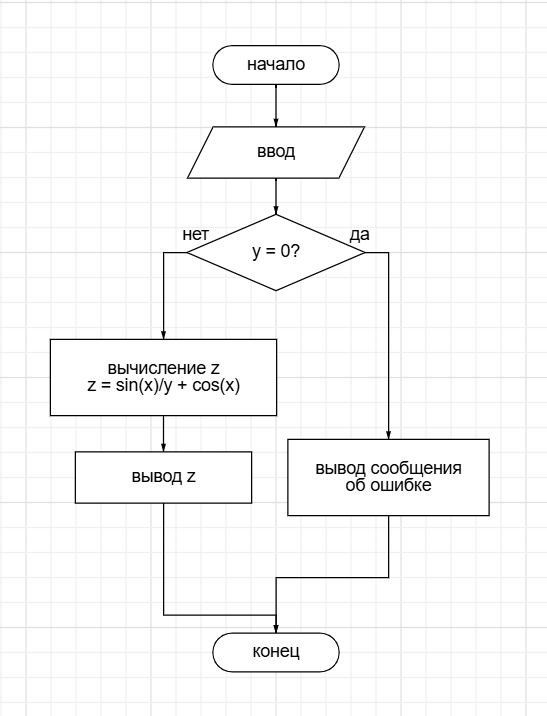 начало
ввод
нет
да
y = 0?
вычисление z
z = sin(x)/y + cos(x)
вывод z
вывод сообщения
об ошибке
конец